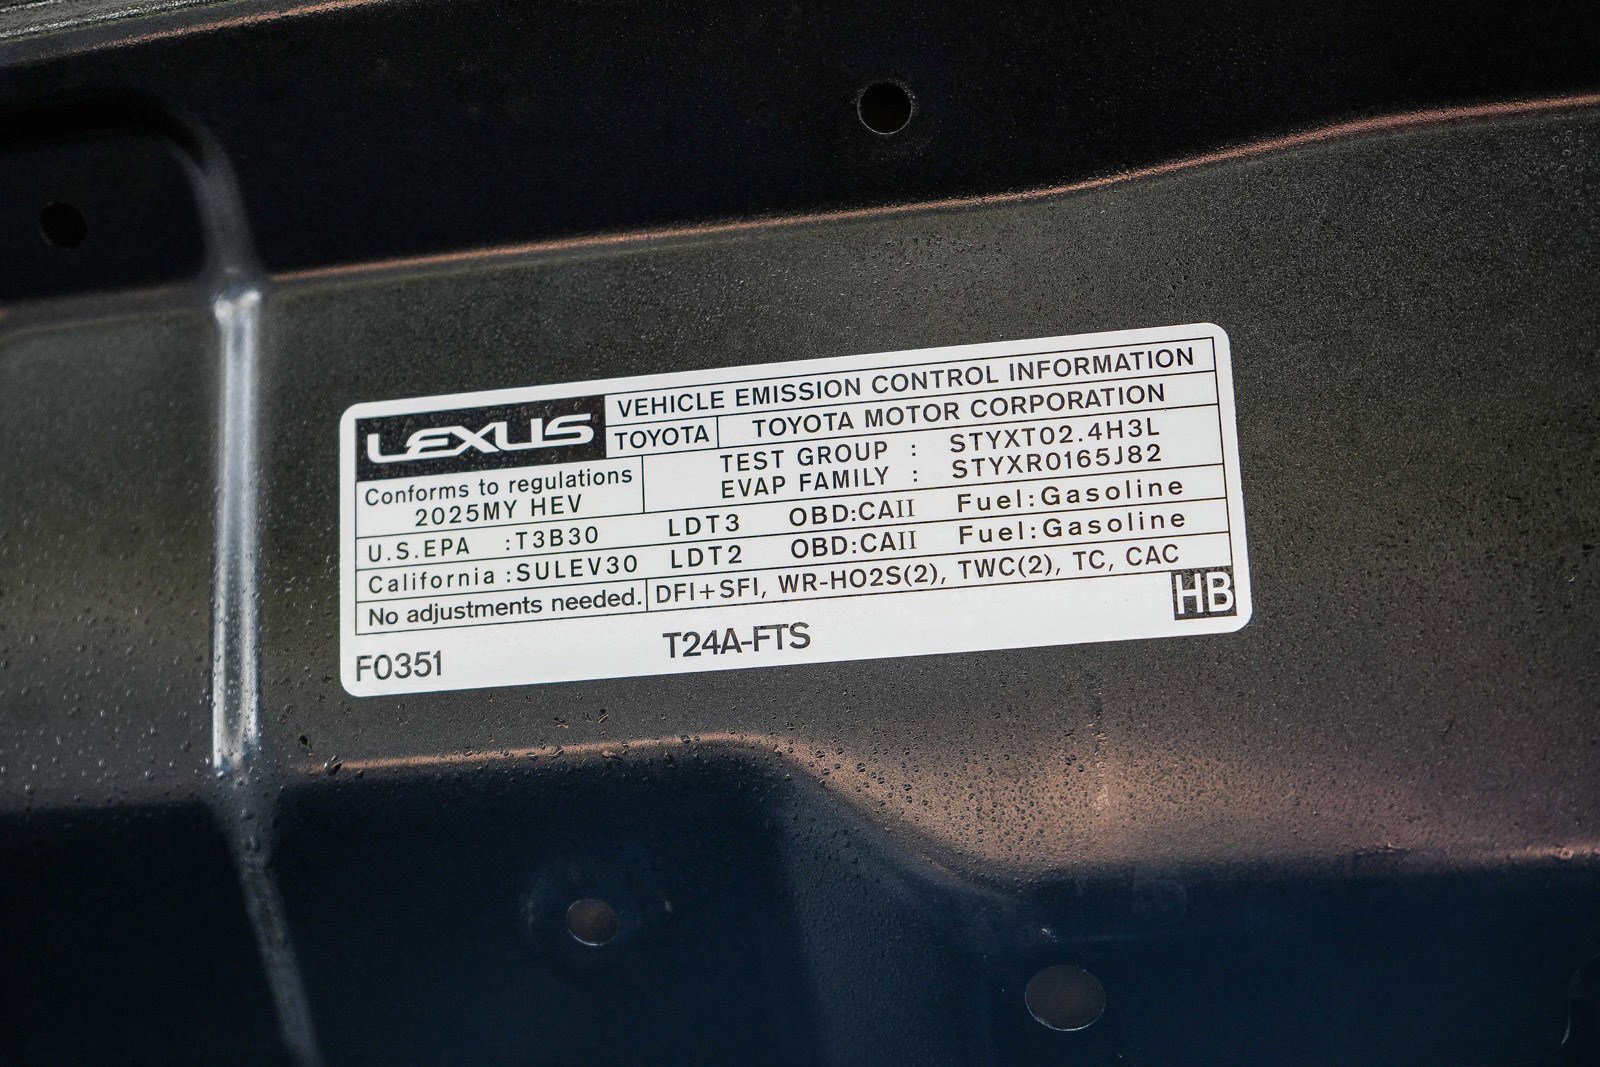 LEXUS
VEHICLE EMISSION CONTROL INFORMATION
TOYOTA TOYOTA MOTOR CORPORATION
Conforms to regulations
2025MY HEV
TEST GROUP : STYXT02.4H3L
EVAP FAMILY : STYXR0165J82
U.S.EPA :T3B30 LDT3 OBD:CAII Fuel:Gasoline
California :SULEV30 LDT2 OBD:CAII Fuel:Gasoline
No adjustments needed. DFI+SFI, WR-HO2S(2), TWC(2), TC, CAC
F0351 T24A-FTS HB